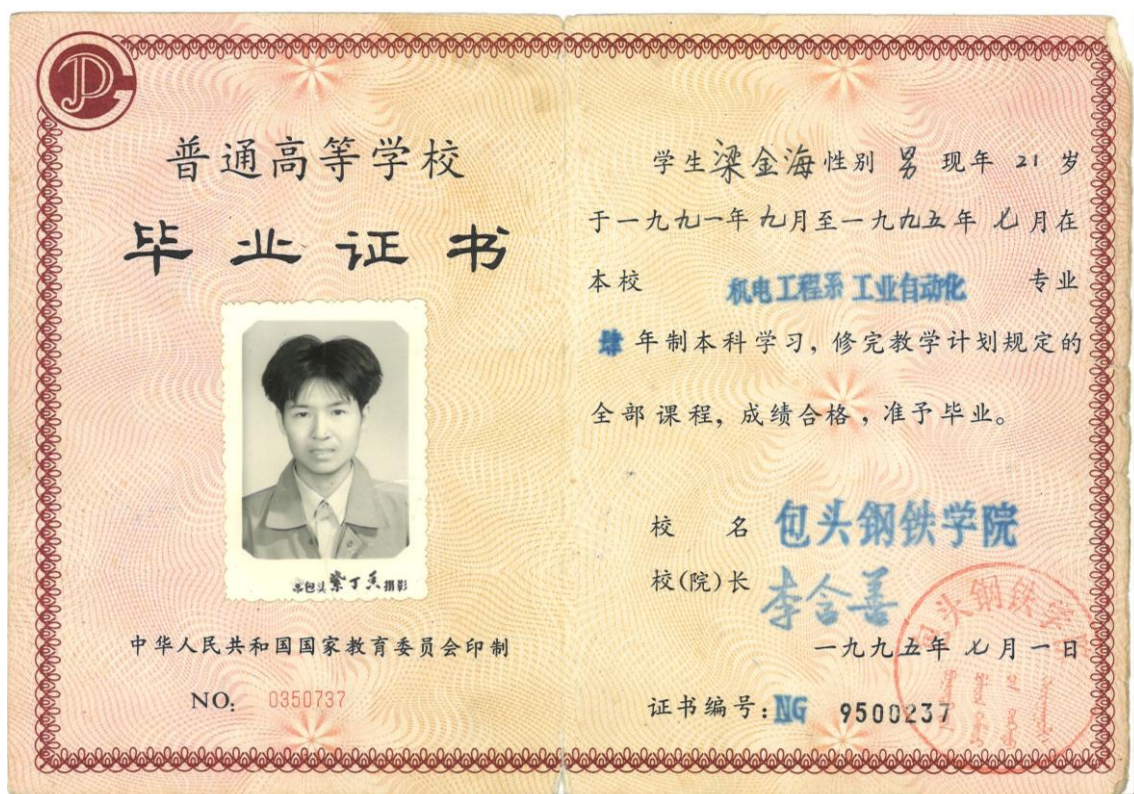 普通高等学校
毕业证书
包头紫丁香摄影
中华人民共和国国家教育委员会印制
NO: 0350737
学生梁金海性别 男 现年 21 岁
于一九九一年九月至一九九五年七月在
本校 机电工程系 工业自动化 专业
肆年制本科学习，修完教学计划规定的
全部课程，成绩合格，准予毕业。
校 名 包头钢铁学院
校(院)长 李含善
一九九五年七月一日
证书编号:NG 9500237
包头钢铁学院